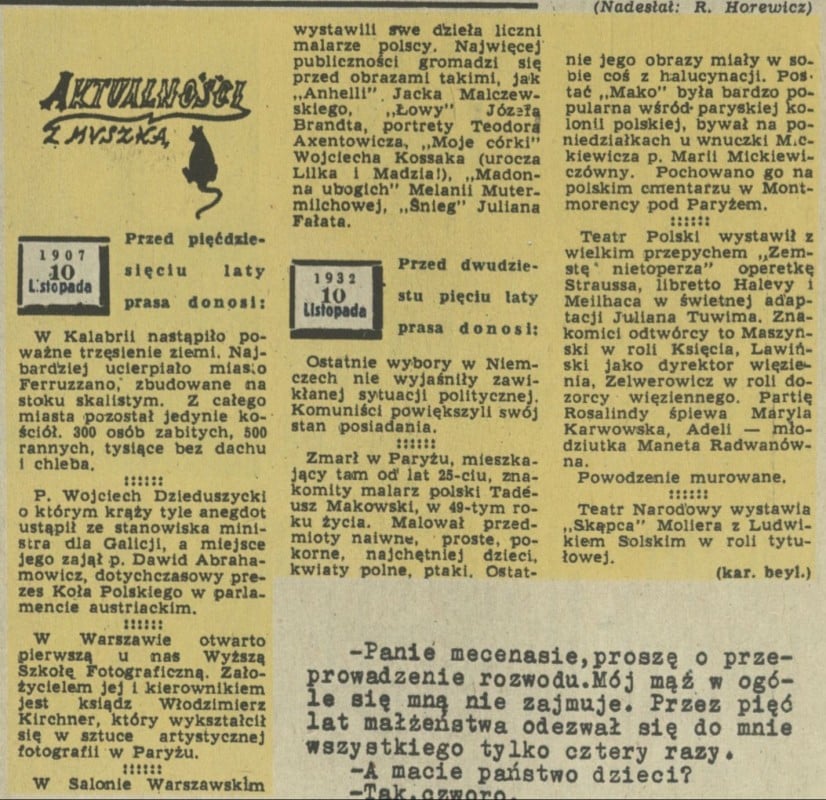 (Nadesłał: R. Horewicz)
AKTUALNOŚCI
Z MYSZKĄ
1907
10
Listopada
Przed pięćdzie-
sięciu laty
prasa donosi:
W Kalabrii nastąpiło po-
ważne trzęsienie ziemi. Naj-
bardziej ucierpiało miasto
Ferruzzano, zbudowane na
stoku skalistym. Z całego
miasta pozostał jedynie ko-
ściół. 300 osób zabitych, 500
rannych, tysiące bez dachu
i chleba.
P. Wojciech Dzieduszycki
o którym krąży tyle anegdot
ustąpił ze stanowiska mini-
stra dla Galicji, a miejsce
jego zajął p. Dawid Abraha-
mowicz, dotychczasowy pre-
zes Koła Polskiego w parla-
mencie austriackim.
W Warszawie otwarto
pierwszą u nas Wyższą
Szkołę Fotograficzną. Zało-
życielem jej i kierownikiem
jest ksiądz Włodzimierz
Kirchner, który wykształcił
się w sztuce artystycznej
fotografii w Paryżu.
W Salonie Warszawskim
wystawili swe dzieła liczni
malarze polscy. Najwięcej
publiczności gromadzi się
przed obrazami takimi, jak
„Anhelli" Jacka Malczew-
skiego, „Łowy" Józefa
Brandta, portrety Teodora
Axentowicza, „Moje córki"
Wojciecha Kossaka (urocza
Lilka i Madzia!), „Madon-
na ubogich" Melanii Muter-
milchowej, „Śnieg" Juliana
Fałata.
1932
10
Listopada
Przed dwudzie-
stu pięciu laty
prasa donosi:
Ostatnie wybory w Niem-
czech nie wyjaśniły zawi-
kłanej sytuacji politycznej.
Komuniści powiększyli swój
stan posiadania.
Zmarł w Paryżu, mieszka-
jący tam od lat 25-ciu, zna-
komity malarz polski Tade-
usz Makowski, w 49-tym ro-
ku życia. Malował przed-
mioty naiwne, proste, po-
korne, najchętniej dzieci,
kwiaty polne, ptaki. Ostat-
nie jego obrazy miały w so-
bie coś z halucynacji. Pos-
tać „Mako" była bardzo po-
pularna wśród paryskiej ko-
lonii polskiej, bywał na po-
niedziałkach u wnuczki Mic-
kiewicza p. Marii Mickiewi-
czówny. Pochowano go na
polskim cmentarzu w Mont-
morency pod Paryżem.
Teatr Polski wystawił z
wielkim przepychem „Zem-
stę nietoperza" operetkę
Straussa, libretto Halevy i
Meilhaca w świetnej adap-
tacji Juliana Tuwima. Zna-
komici odtwórcy to Maszyń-
ski w roli Księcia, Lawiń-
ski jako dyrektor więzie-
nia, Zelwerowicz w roli do-
zorcy więziennego. Partię
Rosalindy śpiewa Maryla
Karwowska, Adeli — mło-
dziutka Maneta Radwanów-
na.
Powodzenie murowane.
Teatr Narodowy wystawia
„Skąpca" Moliera z Ludwi-
kiem Solskim w roli tytu-
łowej.
(kar. beyl.)
-Panie mecenasie,proszę o prze-
prowadzenie rozwodu.Mój mąż w ogó-
le się mną nie zajmuje. Przez pięć
lat małżeństwa odezwał się do mnie
wszystkiego tylko cztery razy.
-A macie państwo dzieci?
-Tak,czworo.